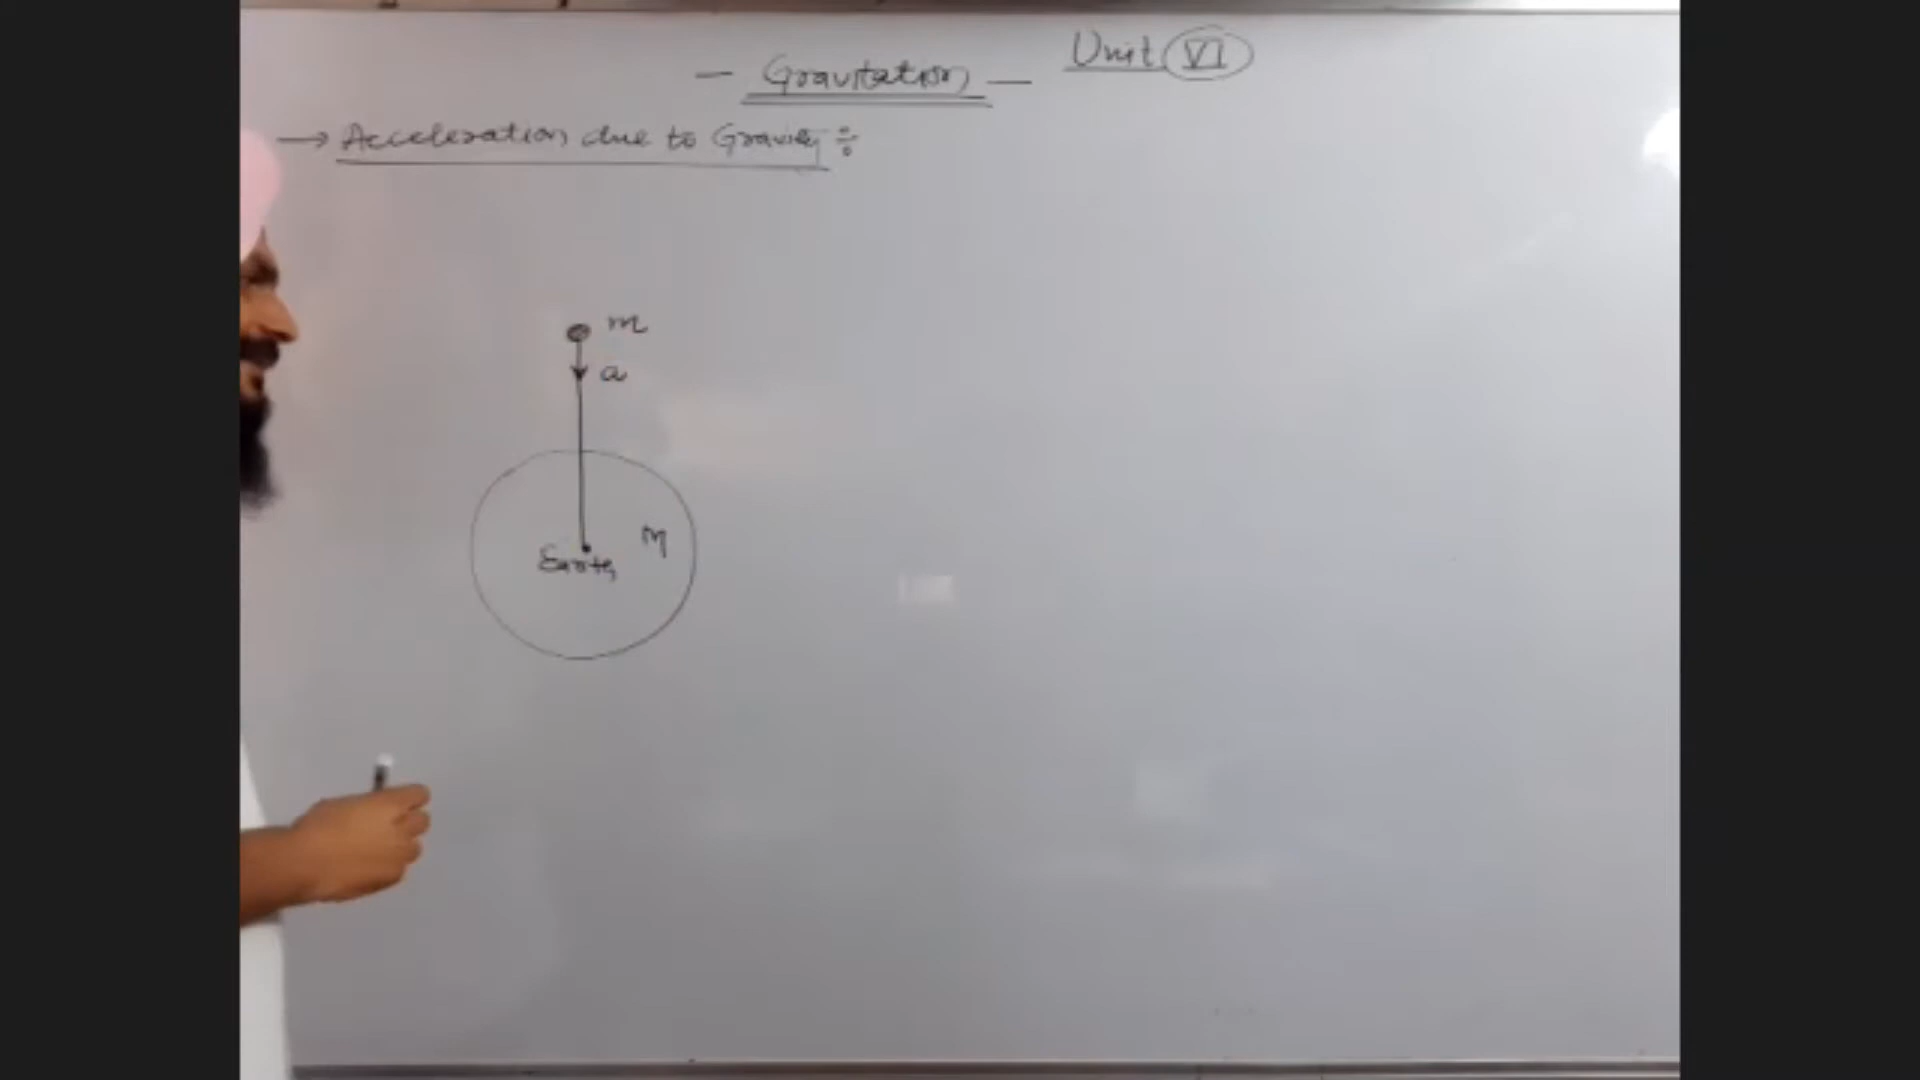 Unit VI
— Gravitation —
→ Acceleration due to Gravity ÷
m
a
M
Earth